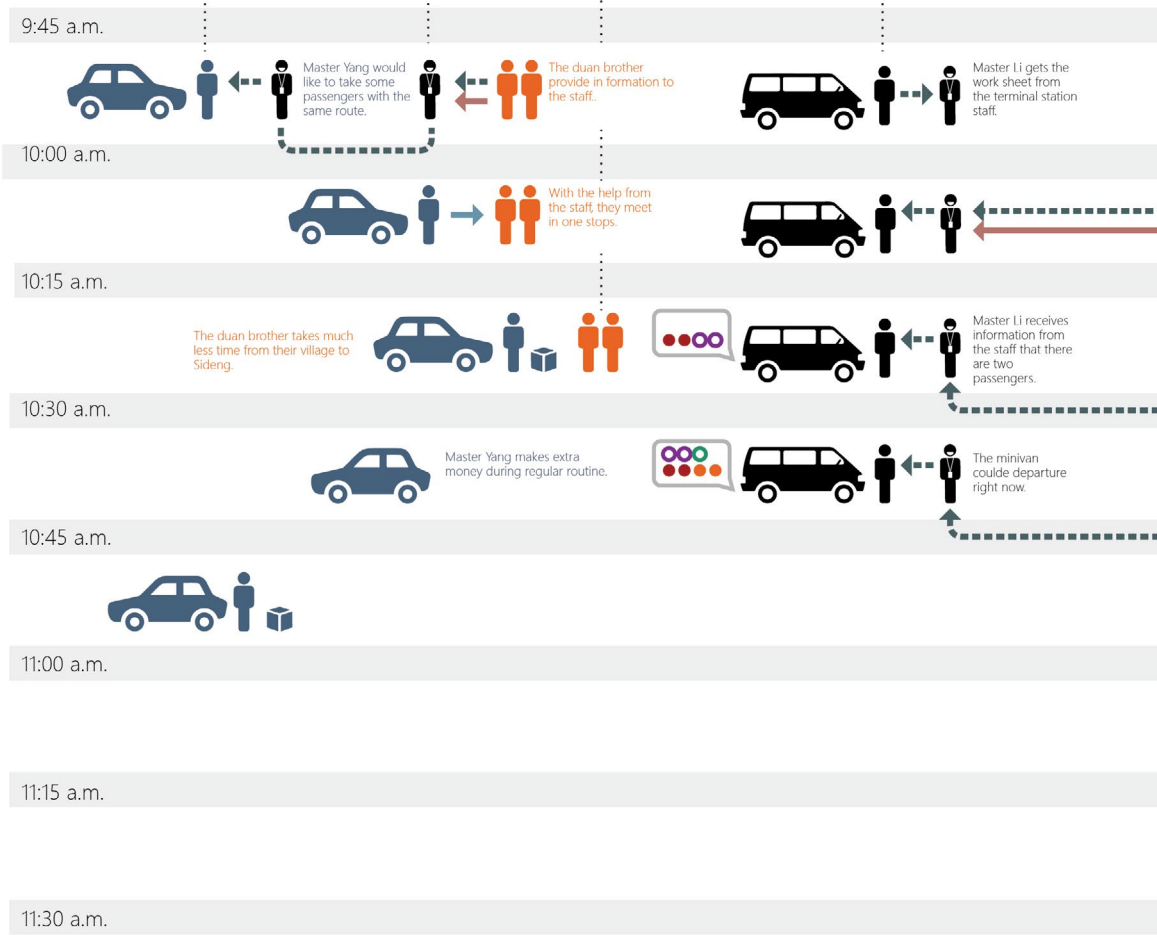 9:45 a.m.
Master Yang would
like to take some
passengers with the
same route.
The duan brother
provide in formation to
the staff..
Master Li gets the
work sheet from
the terminal station
staff.
10:00 a.m.
With the help from
the staff, they meet
in one stops.
10:15 a.m.
The duan brother takes much
less time from their village to
Sideng.
Master Li receives
information from
the staff that there
are two
passengers.
10:30 a.m.
Master Yang makes extra
money during regular routine.
The minivan
coulde departure
right now.
10:45 a.m.
11:00 a.m.
11:15 a.m.
11:30 a.m.